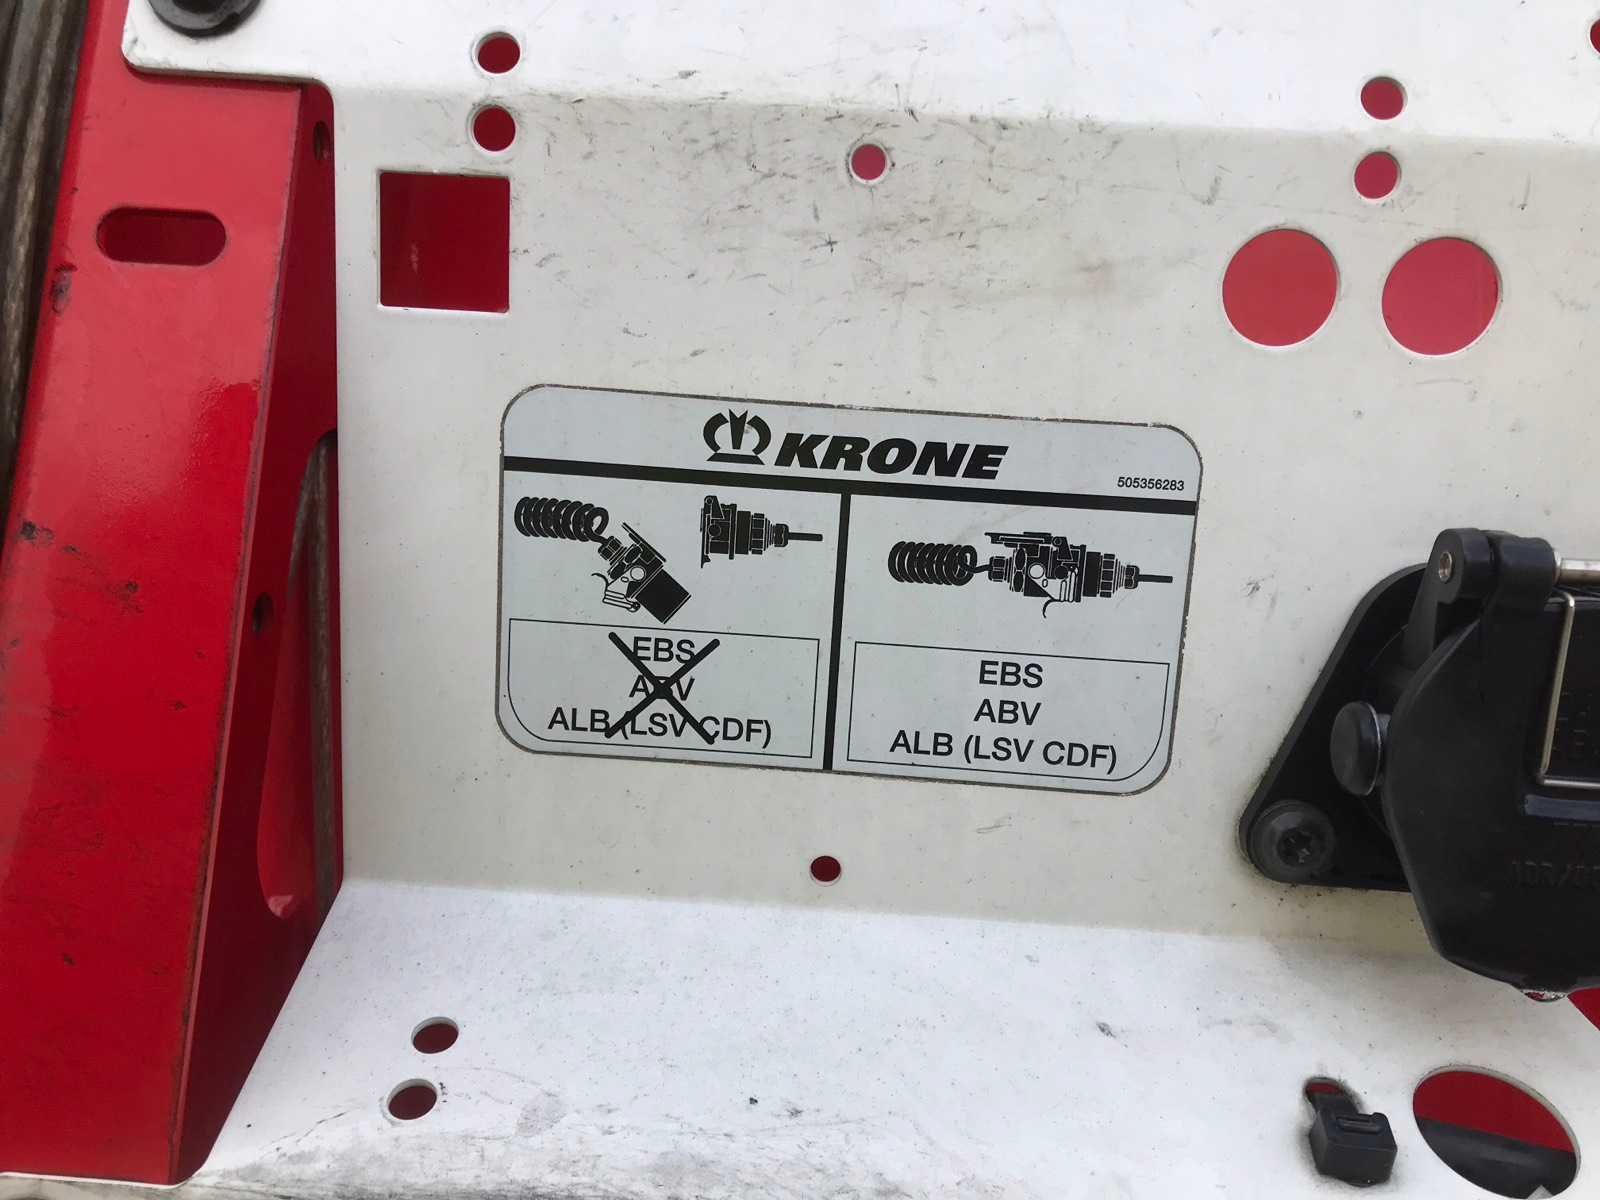 KRONE
505356283
EBS
ABV
ALB (LSV CDF)
EBS
ABV
ALB (LSV CDF)